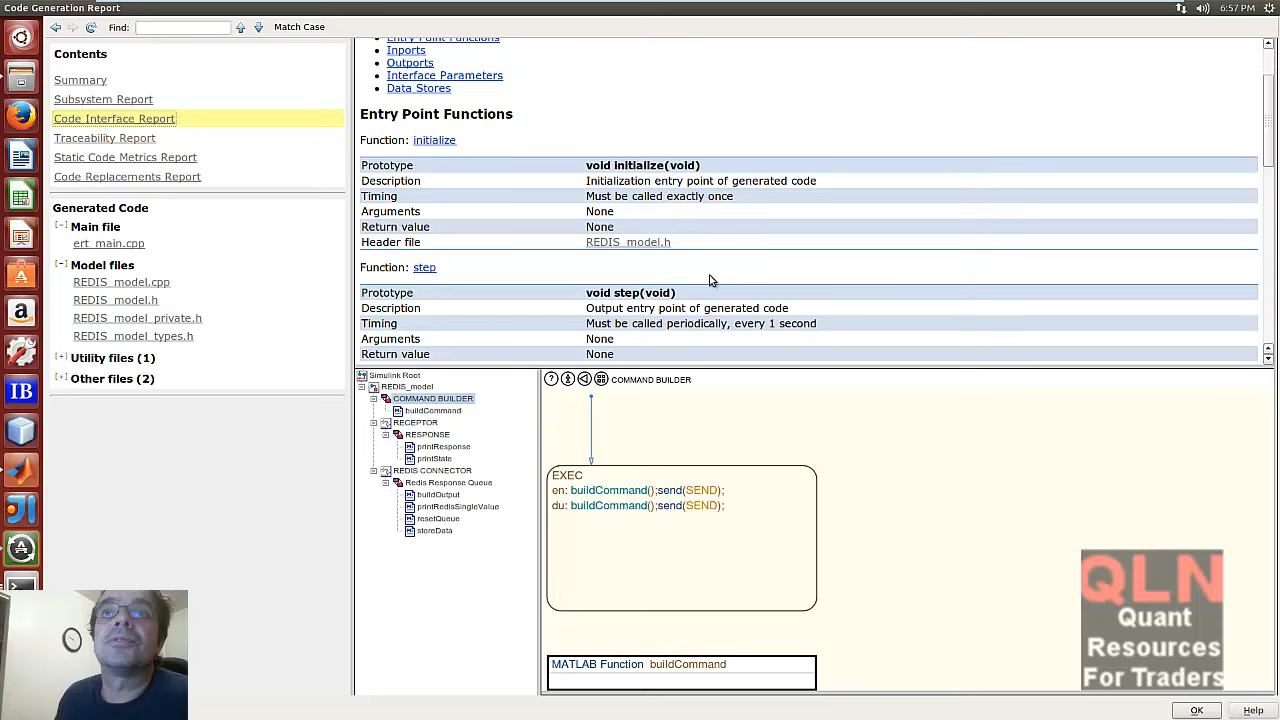 Code Generation Report
6:57 PM
Find:
Match Case
Contents
Summary
Subsystem Report
Code Interface Report
Traceability Report
Static Code Metrics Report
Code Replacements Report
Generated Code
[-] Main file
ert_main.cpp
[-] Model files
REDIS_model.cpp
REDIS_model.h
REDIS_model_private.h
REDIS_model_types.h
[+] Utility files (1)
[+] Other files (2)
Entry Point Functions
Inports
Outports
Interface Parameters
Data Stores
Entry Point Functions
Function: initialize
Prototype void initialize(void)
Description Initialization entry point of generated code
Timing Must be called exactly once
Arguments None
Return value None
Header file REDIS_model.h
Function: step
Prototype void step(void)
Description Output entry point of generated code
Timing Must be called periodically, every 1 second
Arguments None
Return value None
Simulink Root
REDIS_model
COMMAND BUILDER
buildCommand
RECEPTOR
RESPONSE
printResponse
printState
REDIS CONNECTOR
Redis Response Queue
buildOutput
printRedisSingleValue
resetQueue
storeData
? COMMAND BUILDER
EXEC
en: buildCommand();send(SEND);
du: buildCommand();send(SEND);
MATLAB Function buildCommand
QLN
Quant
Resources
For Traders
IB
OK
Help